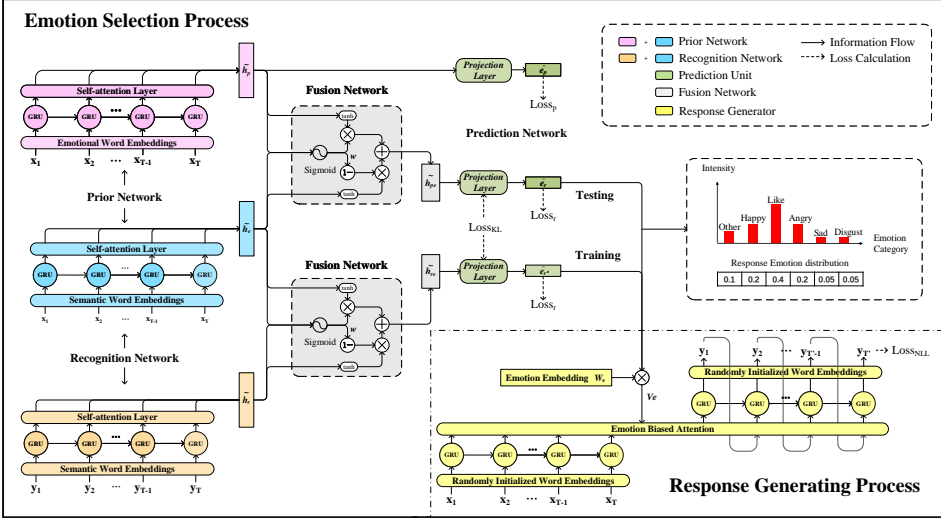 Emotion Selection Process
h̃p
Self-attention Layer
GRU GRU ••• GRU GRU
Emotional Word Embeddings
x1 x2 ··· xT-1 xT
Prior Network
h̃e
Self-attention Layer
GRU GRU ··· GRU GRU
Semantic Word Embeddings
x1 x2 ··· xT-1 xT
Recognition Network
h̃r
Self-attention Layer
GRU GRU ••• GRU GRU
Semantic Word Embeddings
y1 y2 ··· yT-1 yT
Fusion Network
tanh
Sigmoid
w
1−
tanh
h̃pe
Fusion Network
tanh
Sigmoid
w
1−
tanh
h̃re
Projection
Layer
êp
Lossp
Prediction Network
Projection
Layer
êr
Lossr
Testing
LossKL
Projection
Layer
êr*
Lossr
Training
+ Prior Network
+ Recognition Network
Prediction Unit
Fusion Network
Response Generator
Information Flow
Loss Calculation
Intensity
Other
Happy
Like
Angry
Sad
Disgust
Emotion
Category
Response Emotion distribution
0.1 0.2 0.4 0.2 0.05 0.05
y1 y2 ··· yT'-1 yT' LossNLL
Randomly Initialized Word Embeddings
GRU GRU ••• GRU GRU
Emotion Embedding We
Ve
Emotion Biased Attention
GRU GRU ••• GRU GRU
Randomly Initialized Word Embeddings
x1 x2 ··· xT-1 xT
Response Generating Process